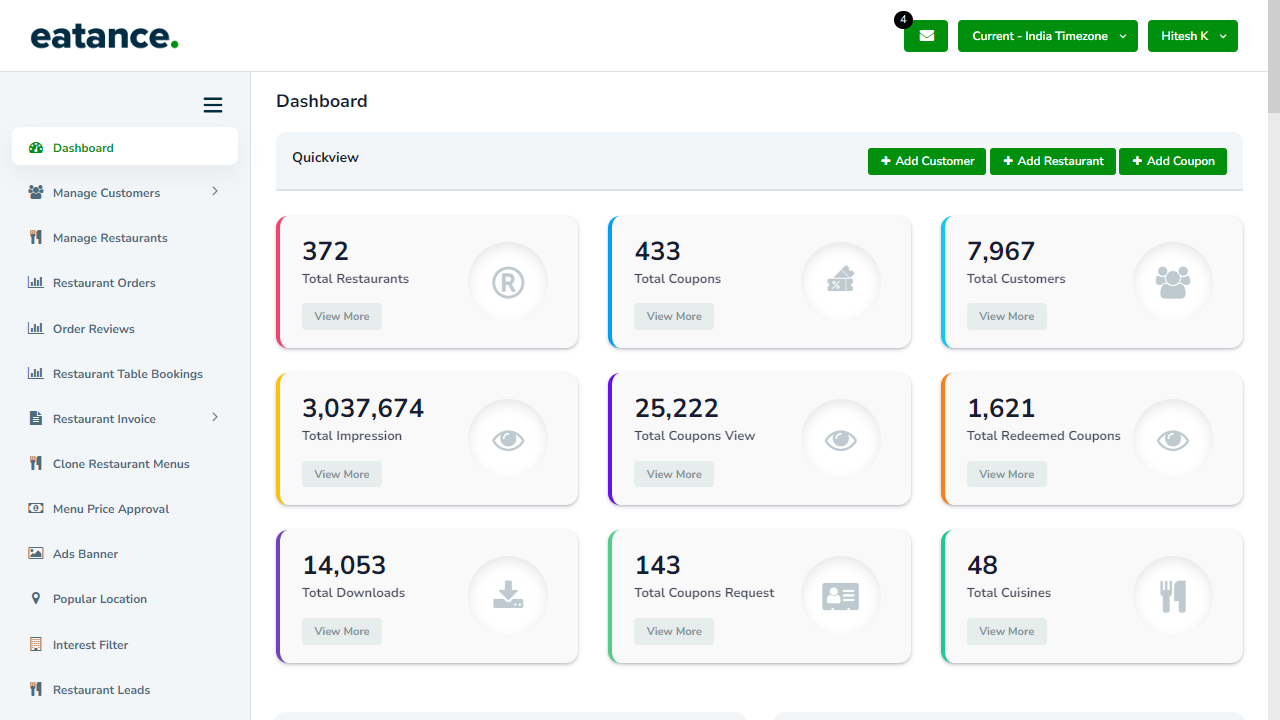 eatance.
4
Current - India Timezone
Hitesh K
Dashboard
Manage Customers
Manage Restaurants
Restaurant Orders
Order Reviews
Restaurant Table Bookings
Restaurant Invoice
Clone Restaurant Menus
Menu Price Approval
Ads Banner
Popular Location
Interest Filter
Restaurant Leads
Dashboard
Quickview
Add Customer
Add Restaurant
Add Coupon
372
Total Restaurants
View More
433
Total Coupons
View More
7,967
Total Customers
View More
3,037,674
Total Impression
View More
25,222
Total Coupons View
View More
1,621
Total Redeemed Coupons
View More
14,053
Total Downloads
View More
143
Total Coupons Request
View More
48
Total Cuisines
View More